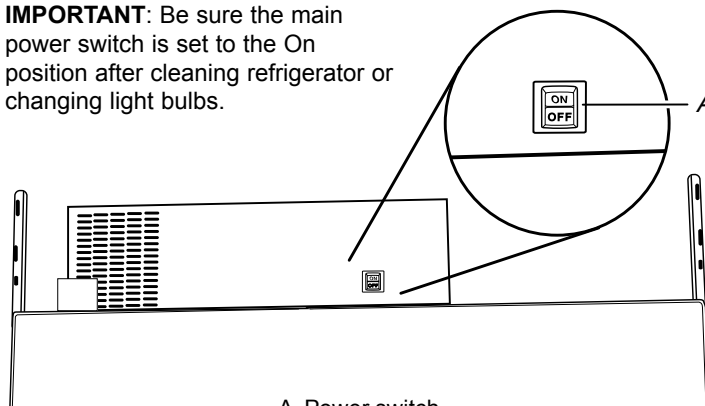 IMPORTANT: Be sure the main
power switch is set to the On
position after cleaning refrigerator or
changing light bulbs.
ON
OFF
A
ON
OFF
A. Power switch